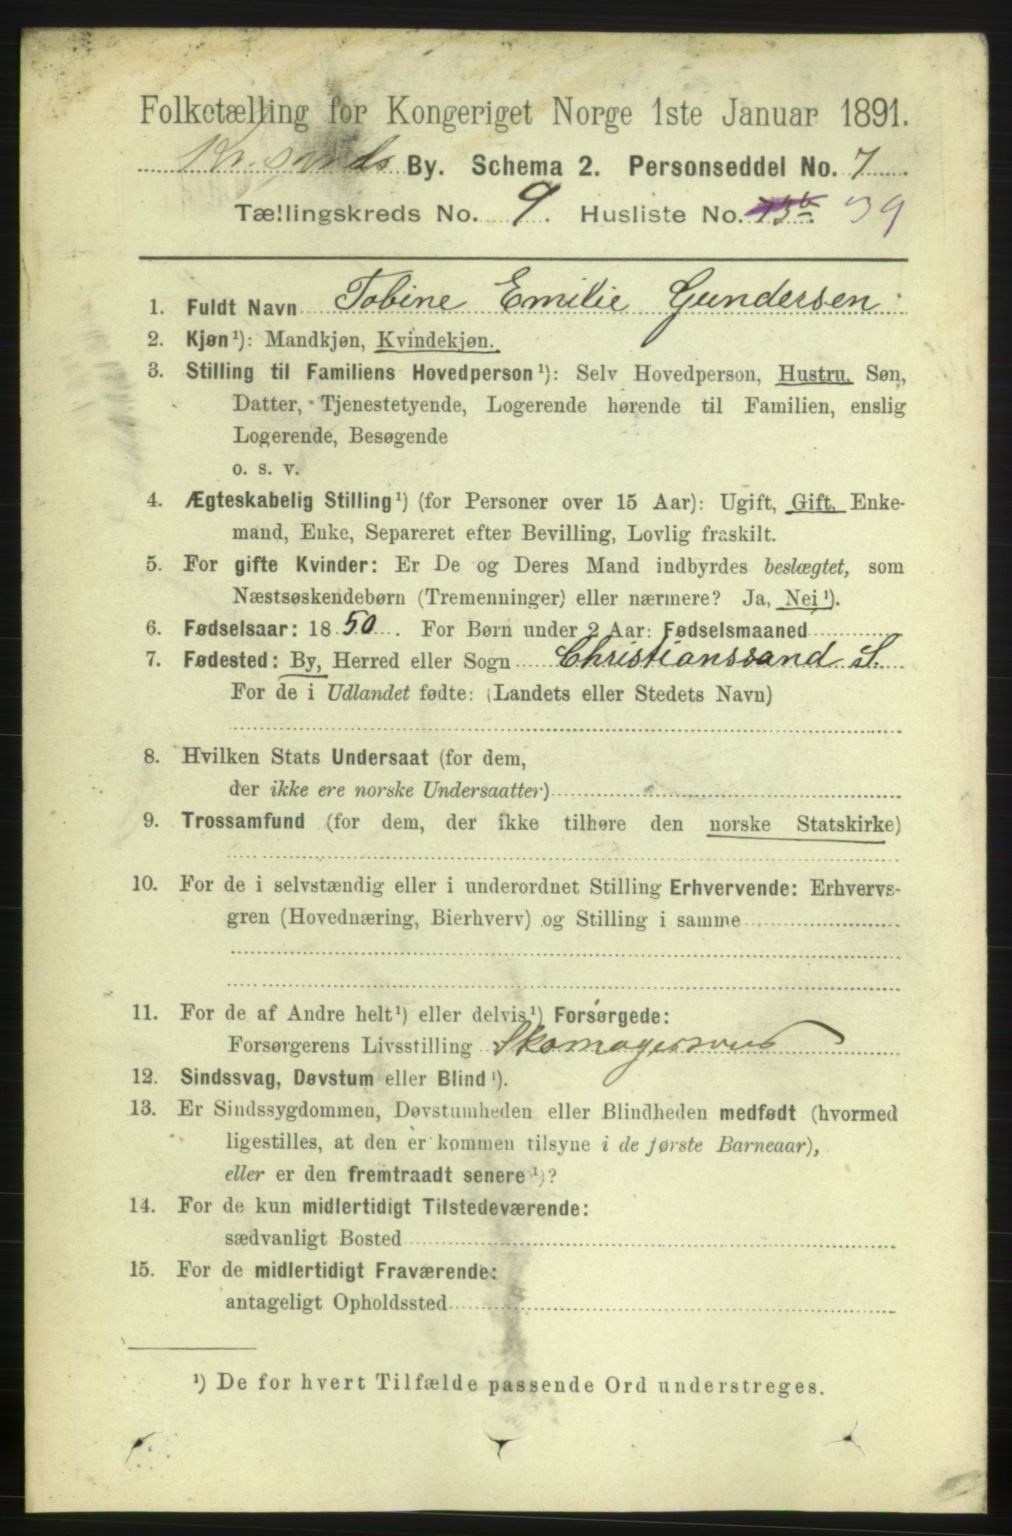 Folketælling for Kongeriget Norge 1ste Januar 1891.
Kr.sands By. Schema 2. Personseddel No. 7
Tællingskreds No. 9. Husliste No. 13b. 39
1. Fuldt Navn Tobine Emilie Gundersen
2. Kjøn¹): Mandkjøn, Kvindekjøn.
3. Stilling til Familiens Hovedperson¹): Selv Hovedperson, Hustru, Søn,
Datter, Tjenestetyende, Logerende hørende til Familien, enslig
Logerende, Besøgende
o. s. v.
4. Ægteskabelig Stilling¹) (for Personer over 15 Aar): Ugift, Gift, Enke-
mand, Enke, Separeret efter Bevilling, Lovlig fraskilt.
5. For gifte Kvinder: Er De og Deres Mand indbyrdes beslægtet, som
Næstsøskendebørn (Tremenninger) eller nærmere? Ja, Nei¹).
6. Fødselsaar: 1850. For Børn under 2 Aar: Fødselsmaaned
7. Fødested: By, Herred eller Sogn Christianssand S.
For de i Udlandet fødte: (Landets eller Stedets Navn)
8. Hvilken Stats Undersaat (for dem,
der ikke ere norske Undersaatter)
9. Trossamfund (for dem, der ikke tilhøre den norske Statskirke)
10. For de i selvstændig eller i underordnet Stilling Erhvervende: Erhvervs-
gren (Hovednæring, Bierhverv) og Stilling i samme
11. For de af Andre helt¹) eller delvis¹) Forsørgede:
Forsørgerens Livsstilling Skomagersvend
12. Sindssvag, Døvstum eller Blind¹).
13. Er Sindssygdommen, Døvstumheden eller Blindheden medfødt (hvormed
ligestilles, at den er kommen tilsyne i de første Barneaar),
eller er den fremtraadt senere¹)?
14. For de kun midlertidigt Tilstedeværende:
sædvanligt Bosted
15. For de midlertidigt Fraværende:
antageligt Opholdssted
¹) De for hvert Tilfælde passende Ord understreges.